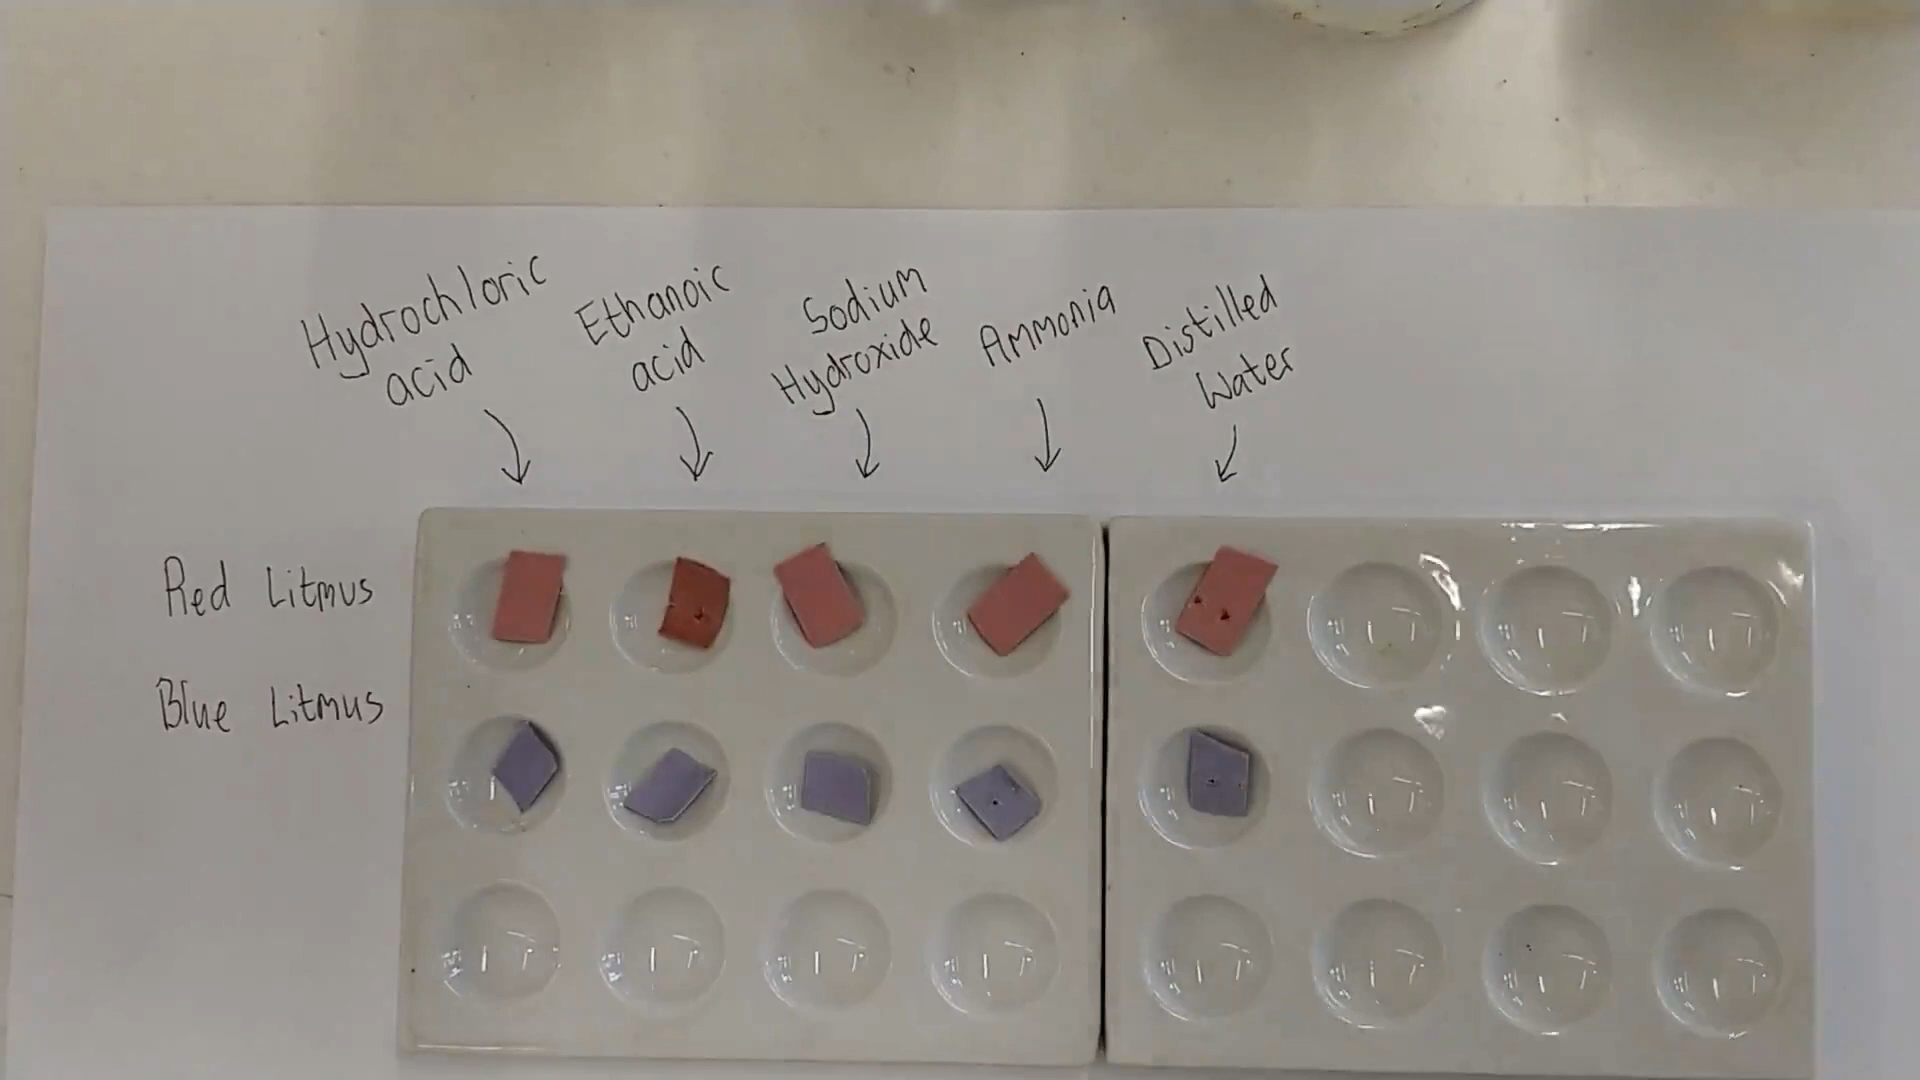 Hydrochloric
acid
Ethanoic
acid
Sodium
Hydroxide
Ammonia
Distilled
Water
Red Litmus
Blue Litmus